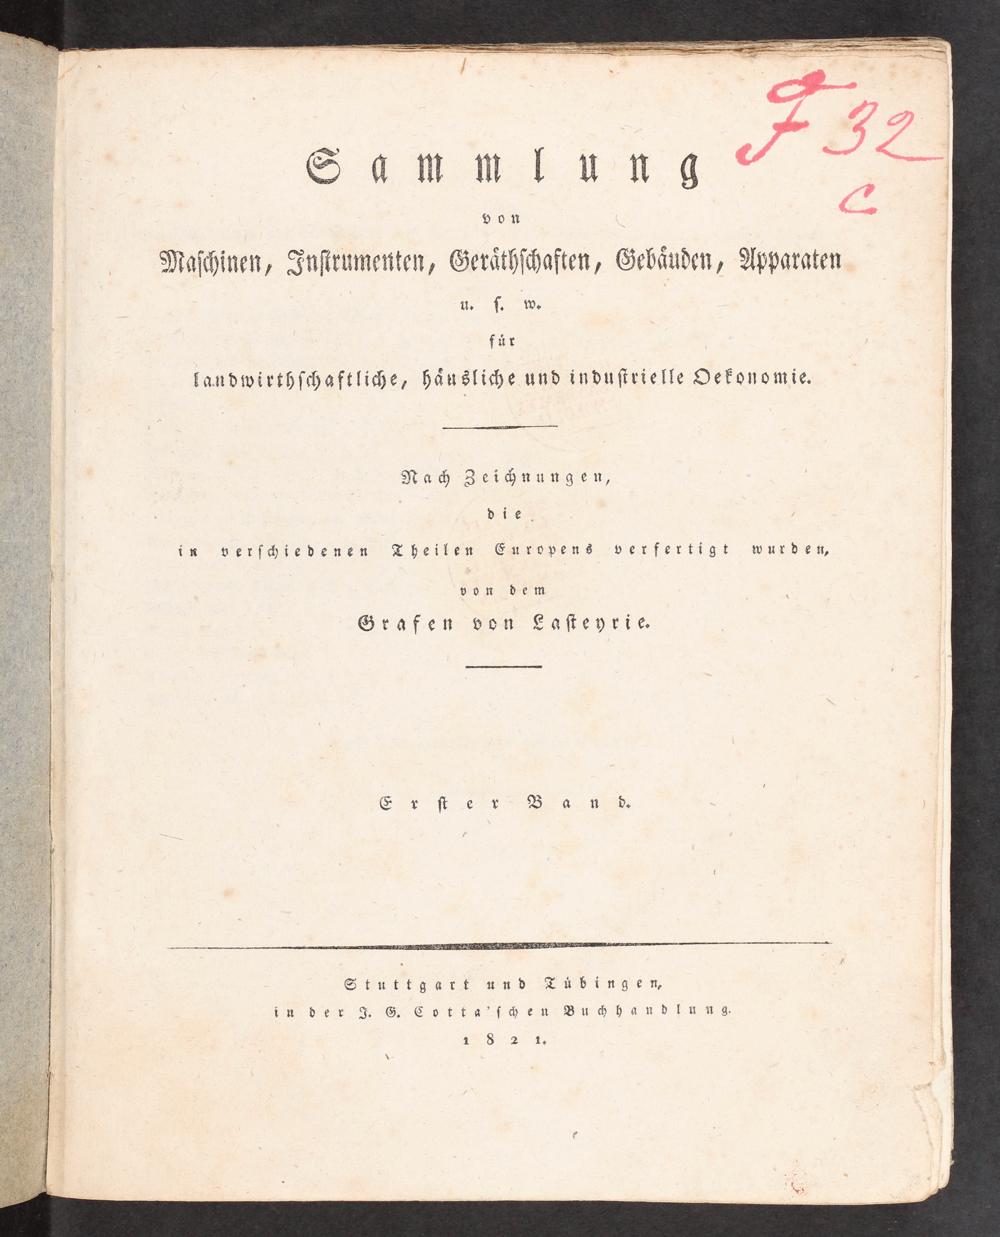 F 32
c
Sammlung
von
Maschinen, Instrumenten, Geräthschaften, Gebäuden, Apparaten
u. s. w.
für
landwirthschaftliche, häusliche und industrielle Oekonomie.
Nach Zeichnungen,
die
in verschiedenen Theilen Europens verfertigt wurden,
von dem
Grafen von Lasteyrie.
Erster Band.
Stuttgart und Tübingen,
in der J. G. Cotta'schen Buchhandlung.
1821.